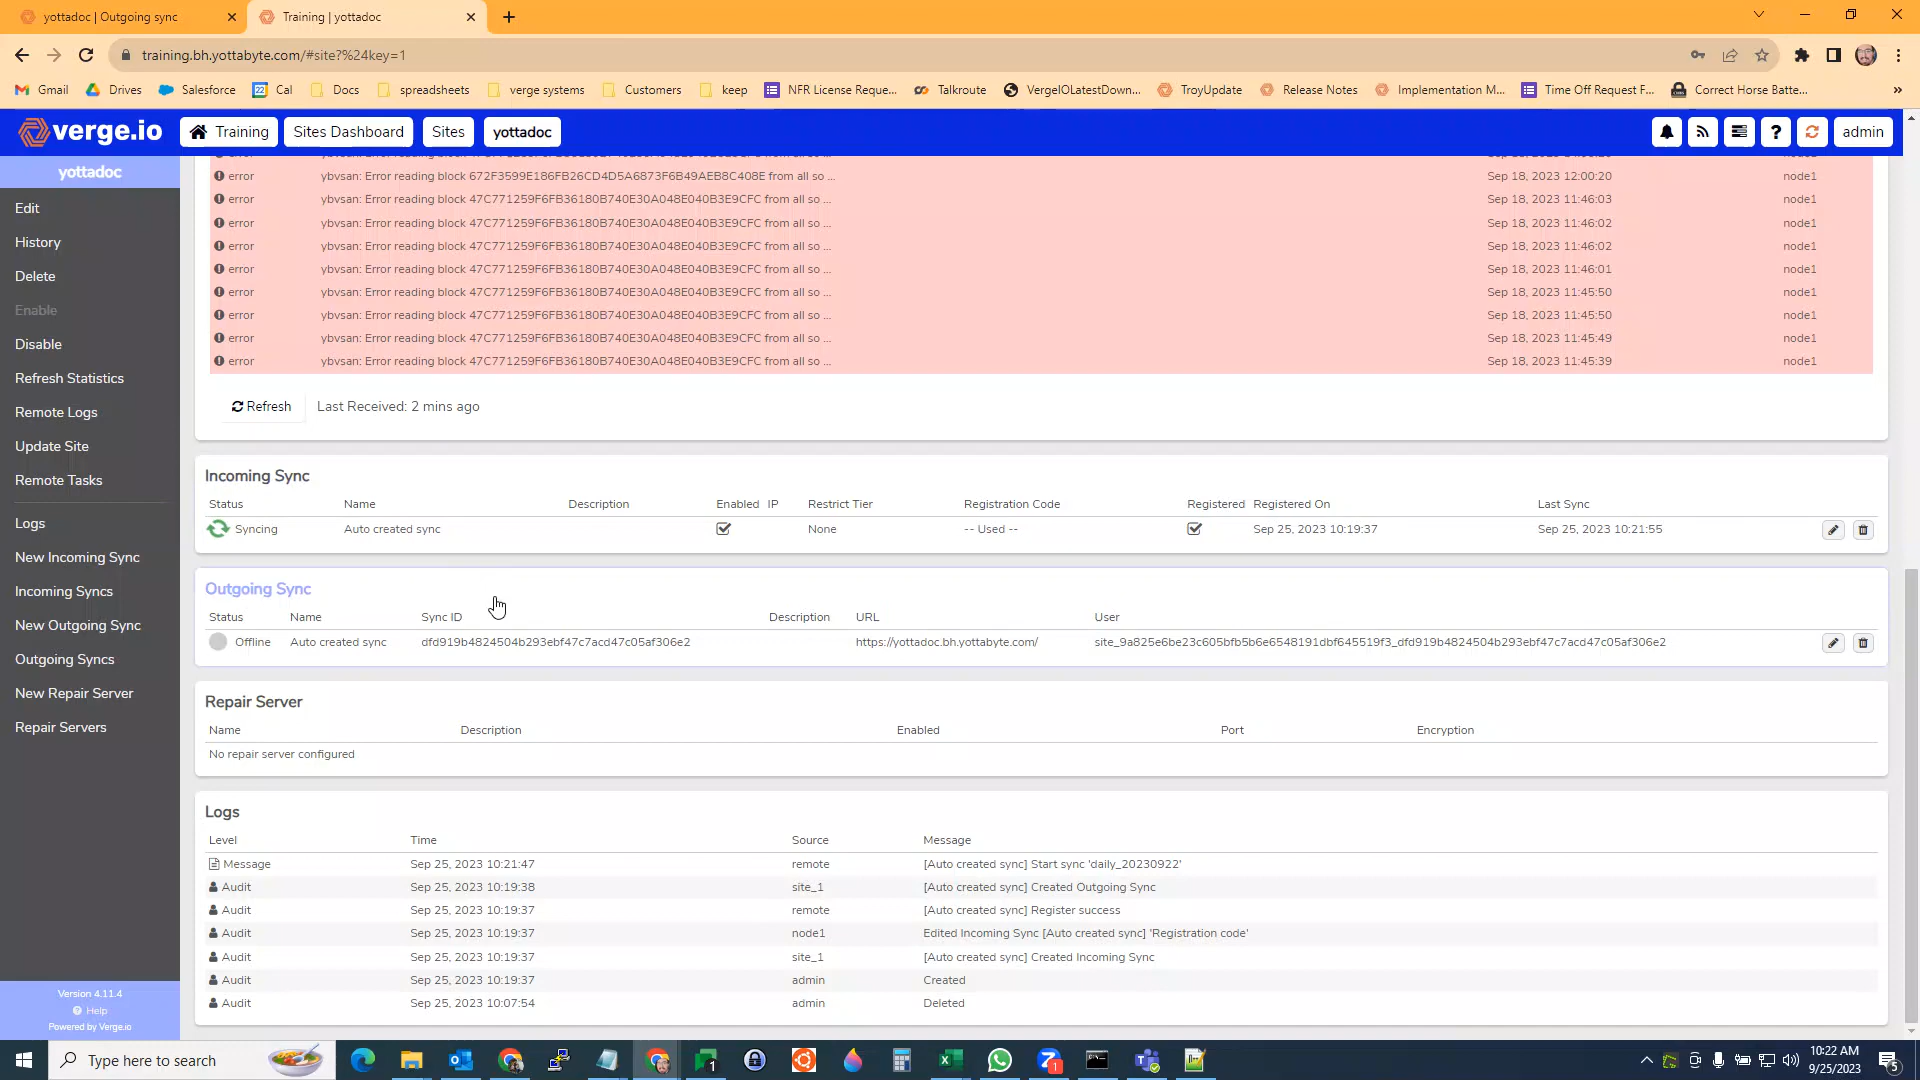 yottadoc | Outgoing sync
Training | yottadoc
training.bh.yottabyte.com/#site?%24key=1
Gmail Drives Salesforce Cal Docs spreadsheets verge systems Customers keep NFR License Reque... Talkroute VergeIOLatestDown... TroyUpdate Release Notes Implementation M... Time Off Request F... Correct Horse Batte... »
verge.io Training Sites Dashboard Sites yottadoc ? admin
yottadoc
Edit
History
Delete
Enable
Disable
Refresh Statistics
Remote Logs
Update Site
Remote Tasks
Logs
New Incoming Sync
Incoming Syncs
New Outgoing Sync
Outgoing Syncs
New Repair Server
Repair Servers
Version 4.11.4
Help
Powered by Verge.io
error ybvsan: Error reading block 672F3599E186FB26CD4D5A6873F6B49AEB8C408E from all so ... Sep 18, 2023 12:00:20 node1
error ybvsan: Error reading block 47C771259F6FB36180B740E30A048E040B3E9CFC from all so ... Sep 18, 2023 11:46:03 node1
error ybvsan: Error reading block 47C771259F6FB36180B740E30A048E040B3E9CFC from all so ... Sep 18, 2023 11:46:02 node1
error ybvsan: Error reading block 47C771259F6FB36180B740E30A048E040B3E9CFC from all so ... Sep 18, 2023 11:46:02 node1
error ybvsan: Error reading block 47C771259F6FB36180B740E30A048E040B3E9CFC from all so ... Sep 18, 2023 11:46:01 node1
error ybvsan: Error reading block 47C771259F6FB36180B740E30A048E040B3E9CFC from all so ... Sep 18, 2023 11:45:50 node1
error ybvsan: Error reading block 47C771259F6FB36180B740E30A048E040B3E9CFC from all so ... Sep 18, 2023 11:45:50 node1
error ybvsan: Error reading block 47C771259F6FB36180B740E30A048E040B3E9CFC from all so ... Sep 18, 2023 11:45:49 node1
error ybvsan: Error reading block 47C771259F6FB36180B740E30A048E040B3E9CFC from all so ... Sep 18, 2023 11:45:39 node1
Refresh Last Received: 2 mins ago
Incoming Sync
Status Name Description Enabled IP Restrict Tier Registration Code Registered Registered On Last Sync
Syncing Auto created sync None -- Used -- Sep 25, 2023 10:19:37 Sep 25, 2023 10:21:55
Outgoing Sync
Status Name Sync ID Description URL User
Offline Auto created sync dfd919b4824504b293ebf47c7acd47c05af306e2 https://yottadoc.bh.yottabyte.com/ site_9a825e6be23c605bfb5b6e6548191dbf645519f3_dfd919b4824504b293ebf47c7acd47c05af306e2
Repair Server
Name Description Enabled Port Encryption
No repair server configured
Logs
Level Time Source Message
Message Sep 25, 2023 10:21:47 remote [Auto created sync] Start sync 'daily_20230922'
Audit Sep 25, 2023 10:19:38 site_1 [Auto created sync] Created Outgoing Sync
Audit Sep 25, 2023 10:19:37 remote [Auto created sync] Register success
Audit Sep 25, 2023 10:19:37 node1 Edited Incoming Sync [Auto created sync] 'Registration code'
Audit Sep 25, 2023 10:19:37 site_1 [Auto created sync] Created Incoming Sync
Audit Sep 25, 2023 10:19:37 admin Created
Audit Sep 25, 2023 10:07:54 admin Deleted
Type here to search
10:22 AM
9/25/2023